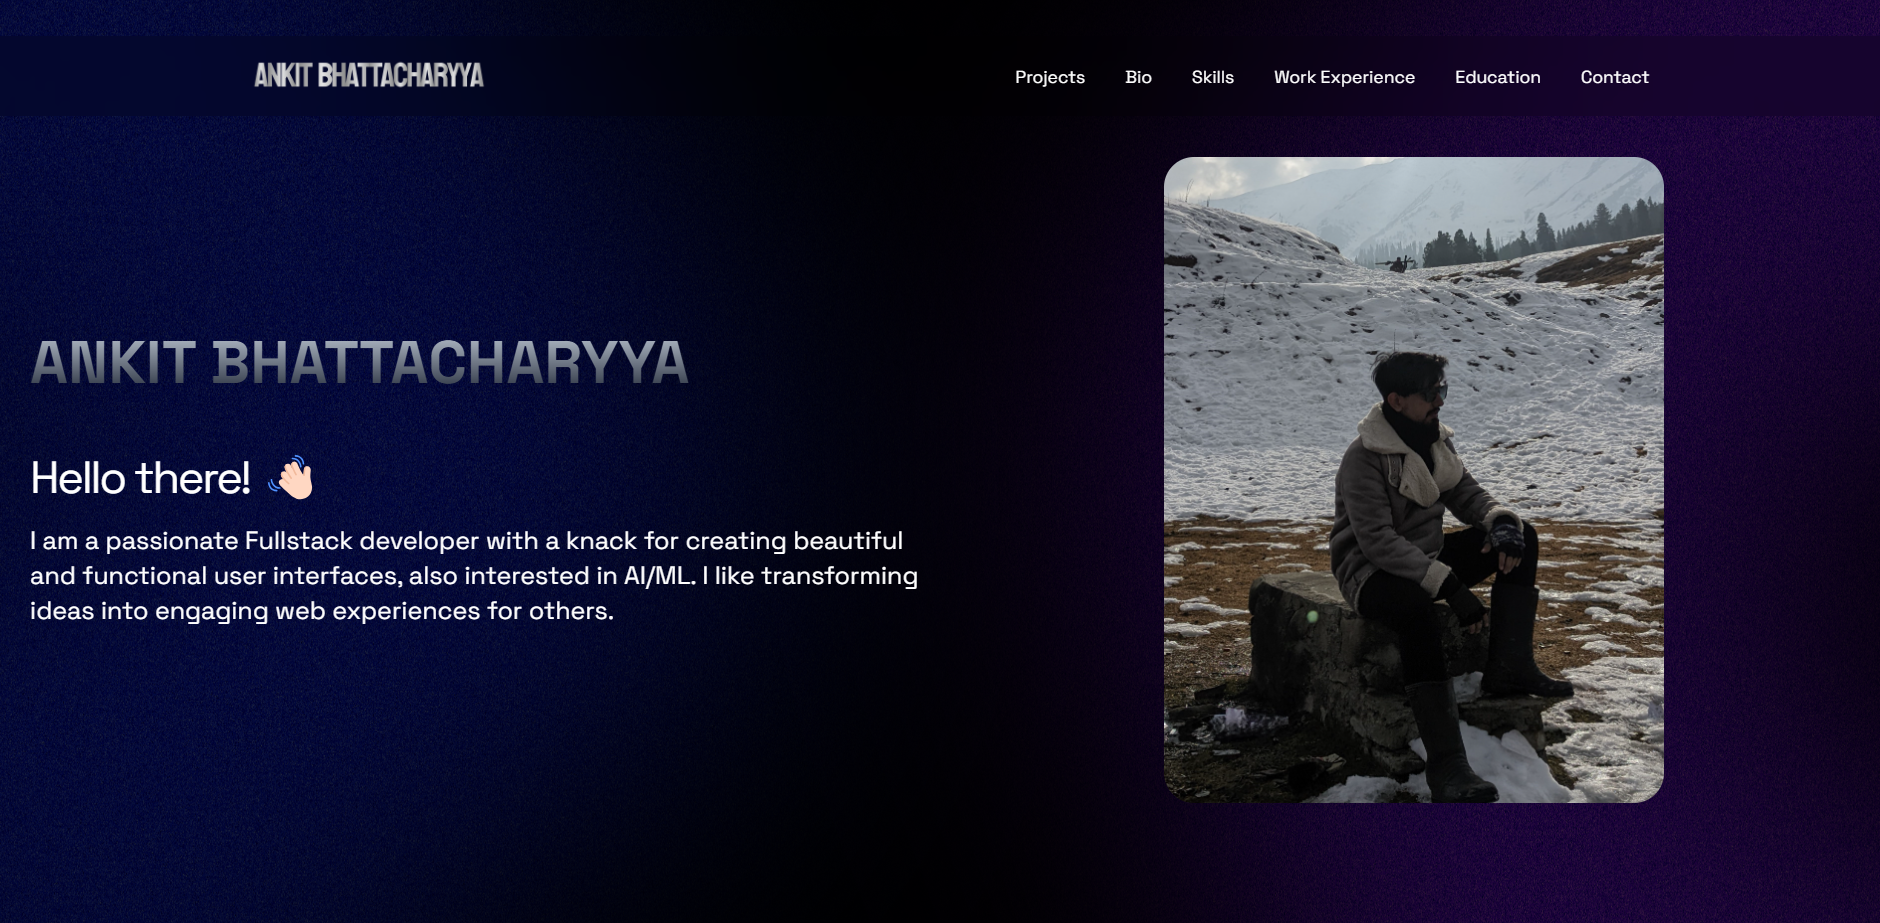 ANKIT BHATTACHARYYA
Projects Bio Skills Work Experience Education Contact
ANKIT BHATTACHARYYA
Hello there! 👋🏻
I am a passionate Fullstack developer with a knack for creating beautiful
and functional user interfaces, also interested in AI/ML. I like transforming
ideas into engaging web experiences for others.